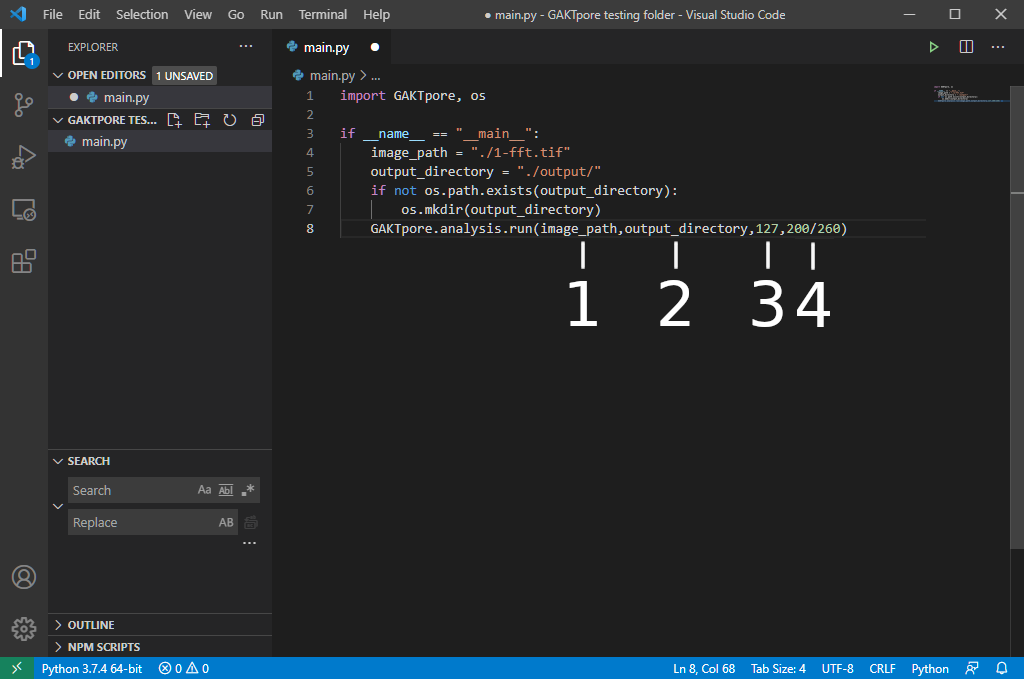 File Edit Selection View Go Run Terminal Help ● main.py - GAKTpore testing folder - Visual Studio Code
1
EXPLORER ···
OPEN EDITORS 1 UNSAVED
● main.py
GAKTPORE TES...
main.py
main.py ●
main.py > ...
1 import GAKTpore, os
2
3 if __name__ == "__main__":
4 image_path = "./1-fft.tif"
5 output_directory = "./output/"
6 if not os.path.exists(output_directory):
7 os.mkdir(output_directory)
8 GAKTpore.analysis.run(image_path,output_directory,127,200/260)
1 2 3 4
SEARCH
Search Aa Abl .*
Replace AB
···
OUTLINE
NPM SCRIPTS
Python 3.7.4 64-bit 0 0 Ln 8, Col 68 Tab Size: 4 UTF-8 CRLF Python